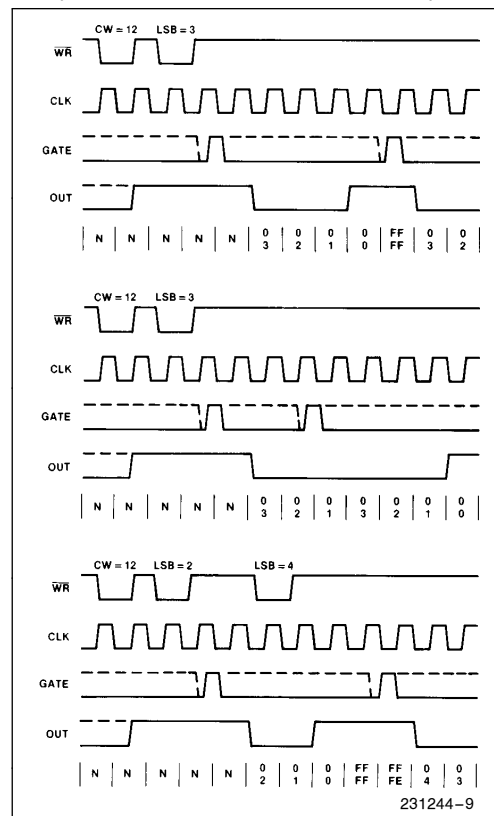 CW = 12 LSB = 3
WR
CLK
GATE
OUT
N N N N N 0 0 0 0 FF 0 0
3 2 1 0 FF 3 2
CW = 12 LSB = 3
WR
CLK
GATE
OUT
N N N N N 0 0 0 0 0 0 0
3 2 1 3 2 1 0
CW = 12 LSB = 2 LSB = 4
WR
CLK
GATE
OUT
N N N N N 0 0 0 FF FF 0 0
2 1 0 FF FE 4 3
231244–9